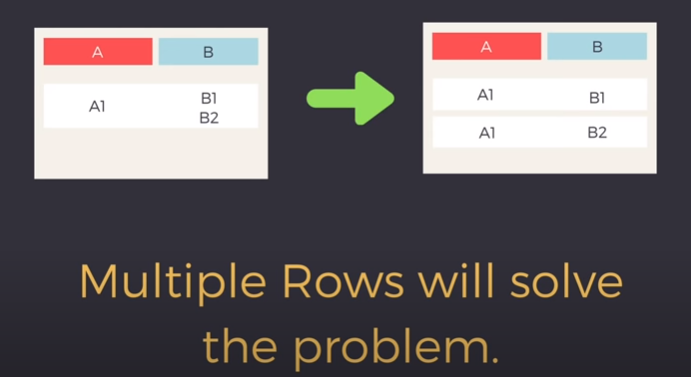 A B
A1 B1
B2
A B
A1 B1
A1 B2
Multiple Rows will solve
the problem.